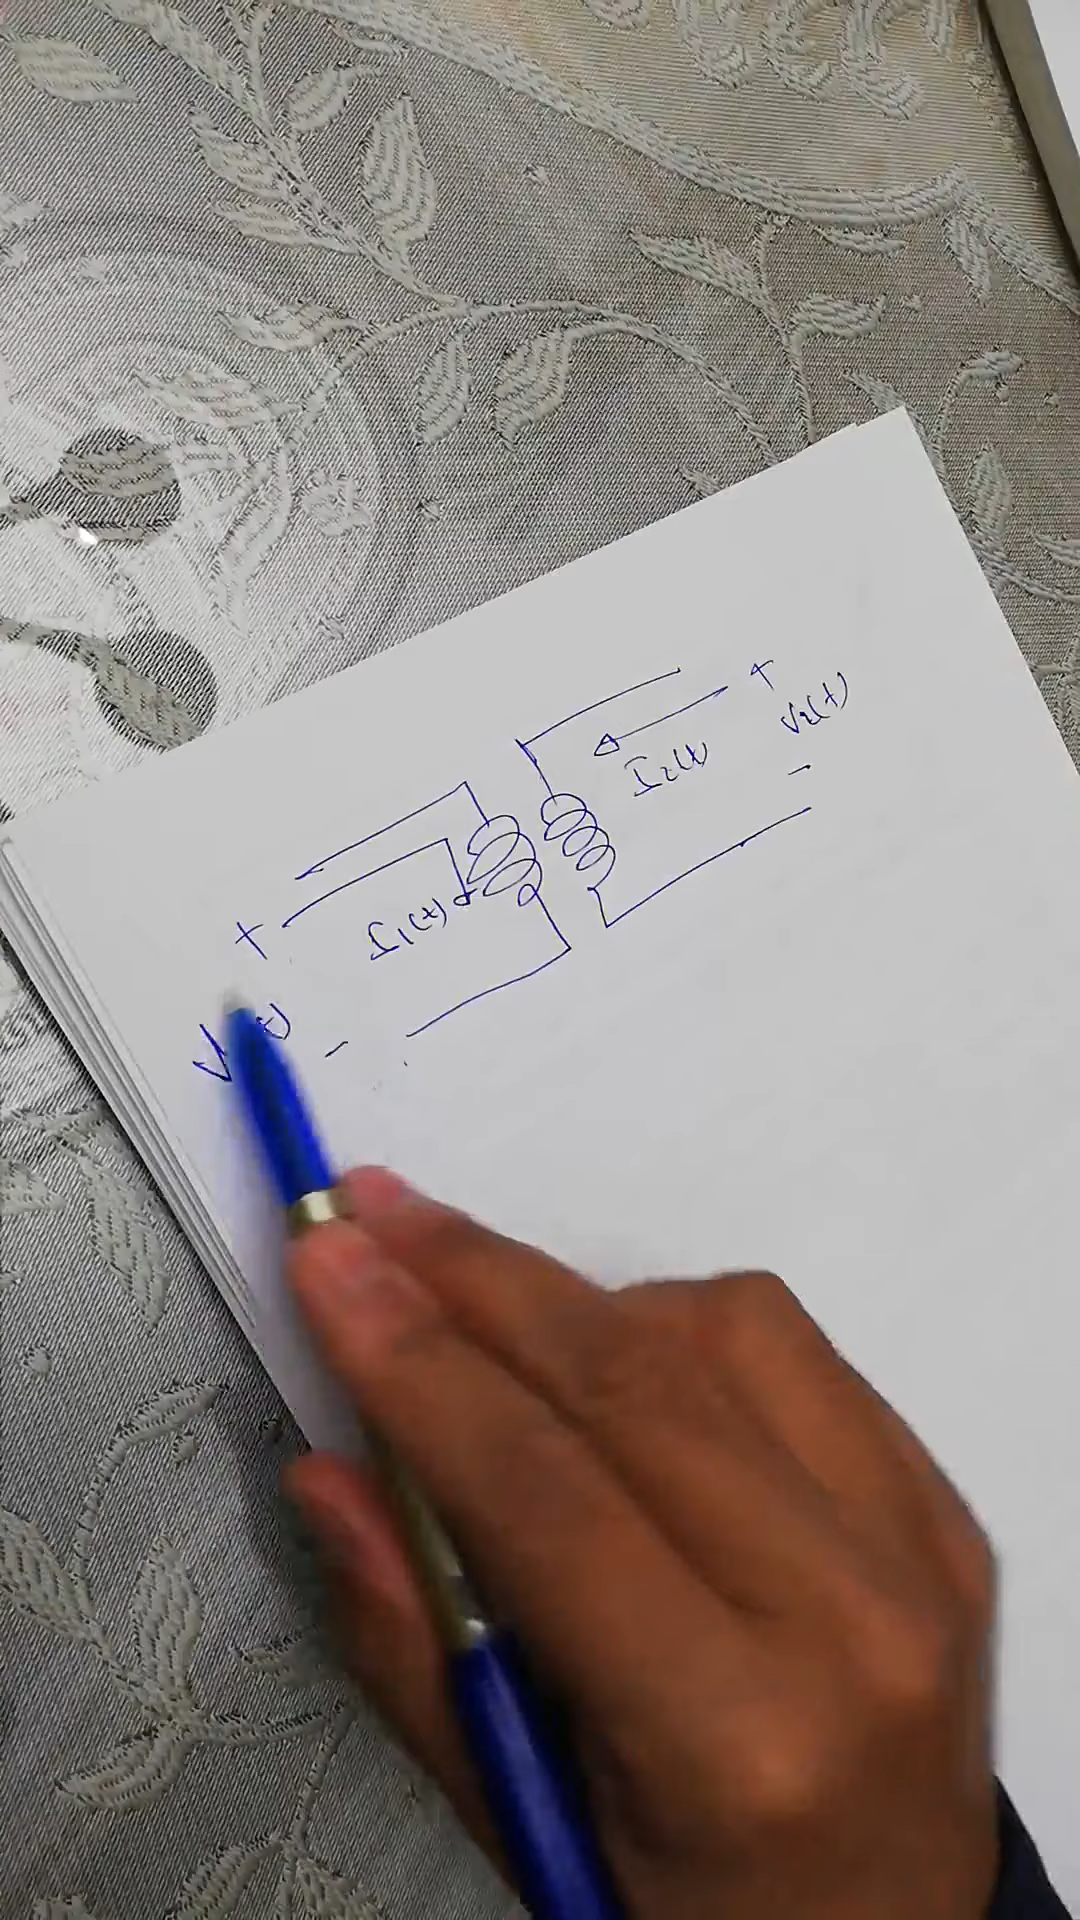 +
V2(t)
-
I2(t)
+
I1(t)
-